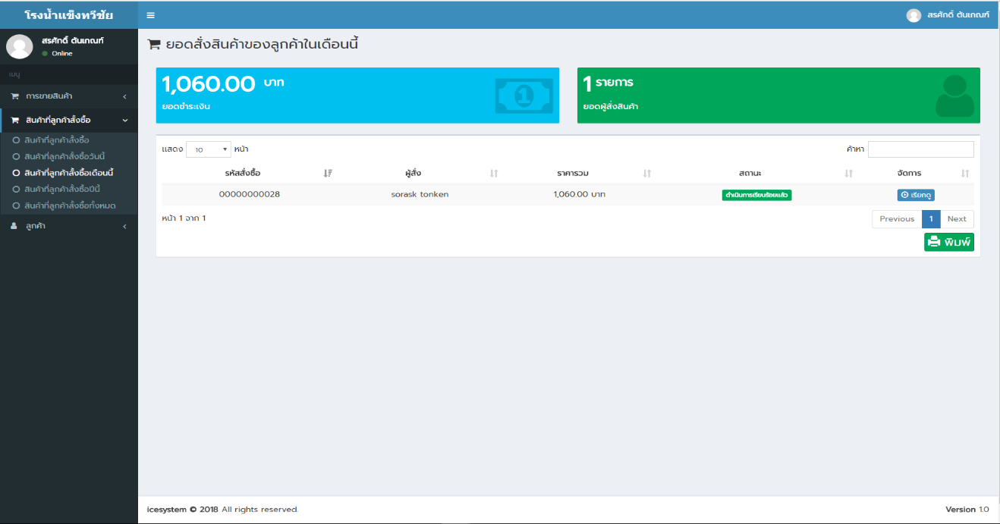 โรงน้ำแข็งทวีชัย
สรศักดิ์ ตันเกณฑ์
สรศักดิ์ ตันเกณฑ์
Online
เมนู
การขายสินค้า
สินค้าที่ลูกค้าสั่งซื้อ
สินค้าที่ลูกค้าสั่งซื้อ
สินค้าที่ลูกค้าสั่งซื้อวันนี้
สินค้าที่ลูกค้าสั่งซื้อเดือนนี้
สินค้าที่ลูกค้าสั่งซื้อปีนี้
สินค้าที่ลูกค้าสั่งซื้อทั้งหมด
ลูกค้า
ยอดสั่งสินค้าของลูกค้าในเดือนนี้
1,060.00 บาท
ยอดชำระเงิน
1
1 รายการ
ยอดผู้สั่งสินค้า
แสดง 10 หน้า
ค้าหา
รหัสสั่งซื้อ ผู้สั่ง ราคารวม สถานะ จัดการ
00000000028 sorask tonken 1,060.00 บาท ดำเนินการเรียบร้อยแล้ว เรียกดู
หน้า 1 จาก 1
Previous 1 Next
พิมพ์
icesystem © 2018 All rights reserved.
Version 1.0